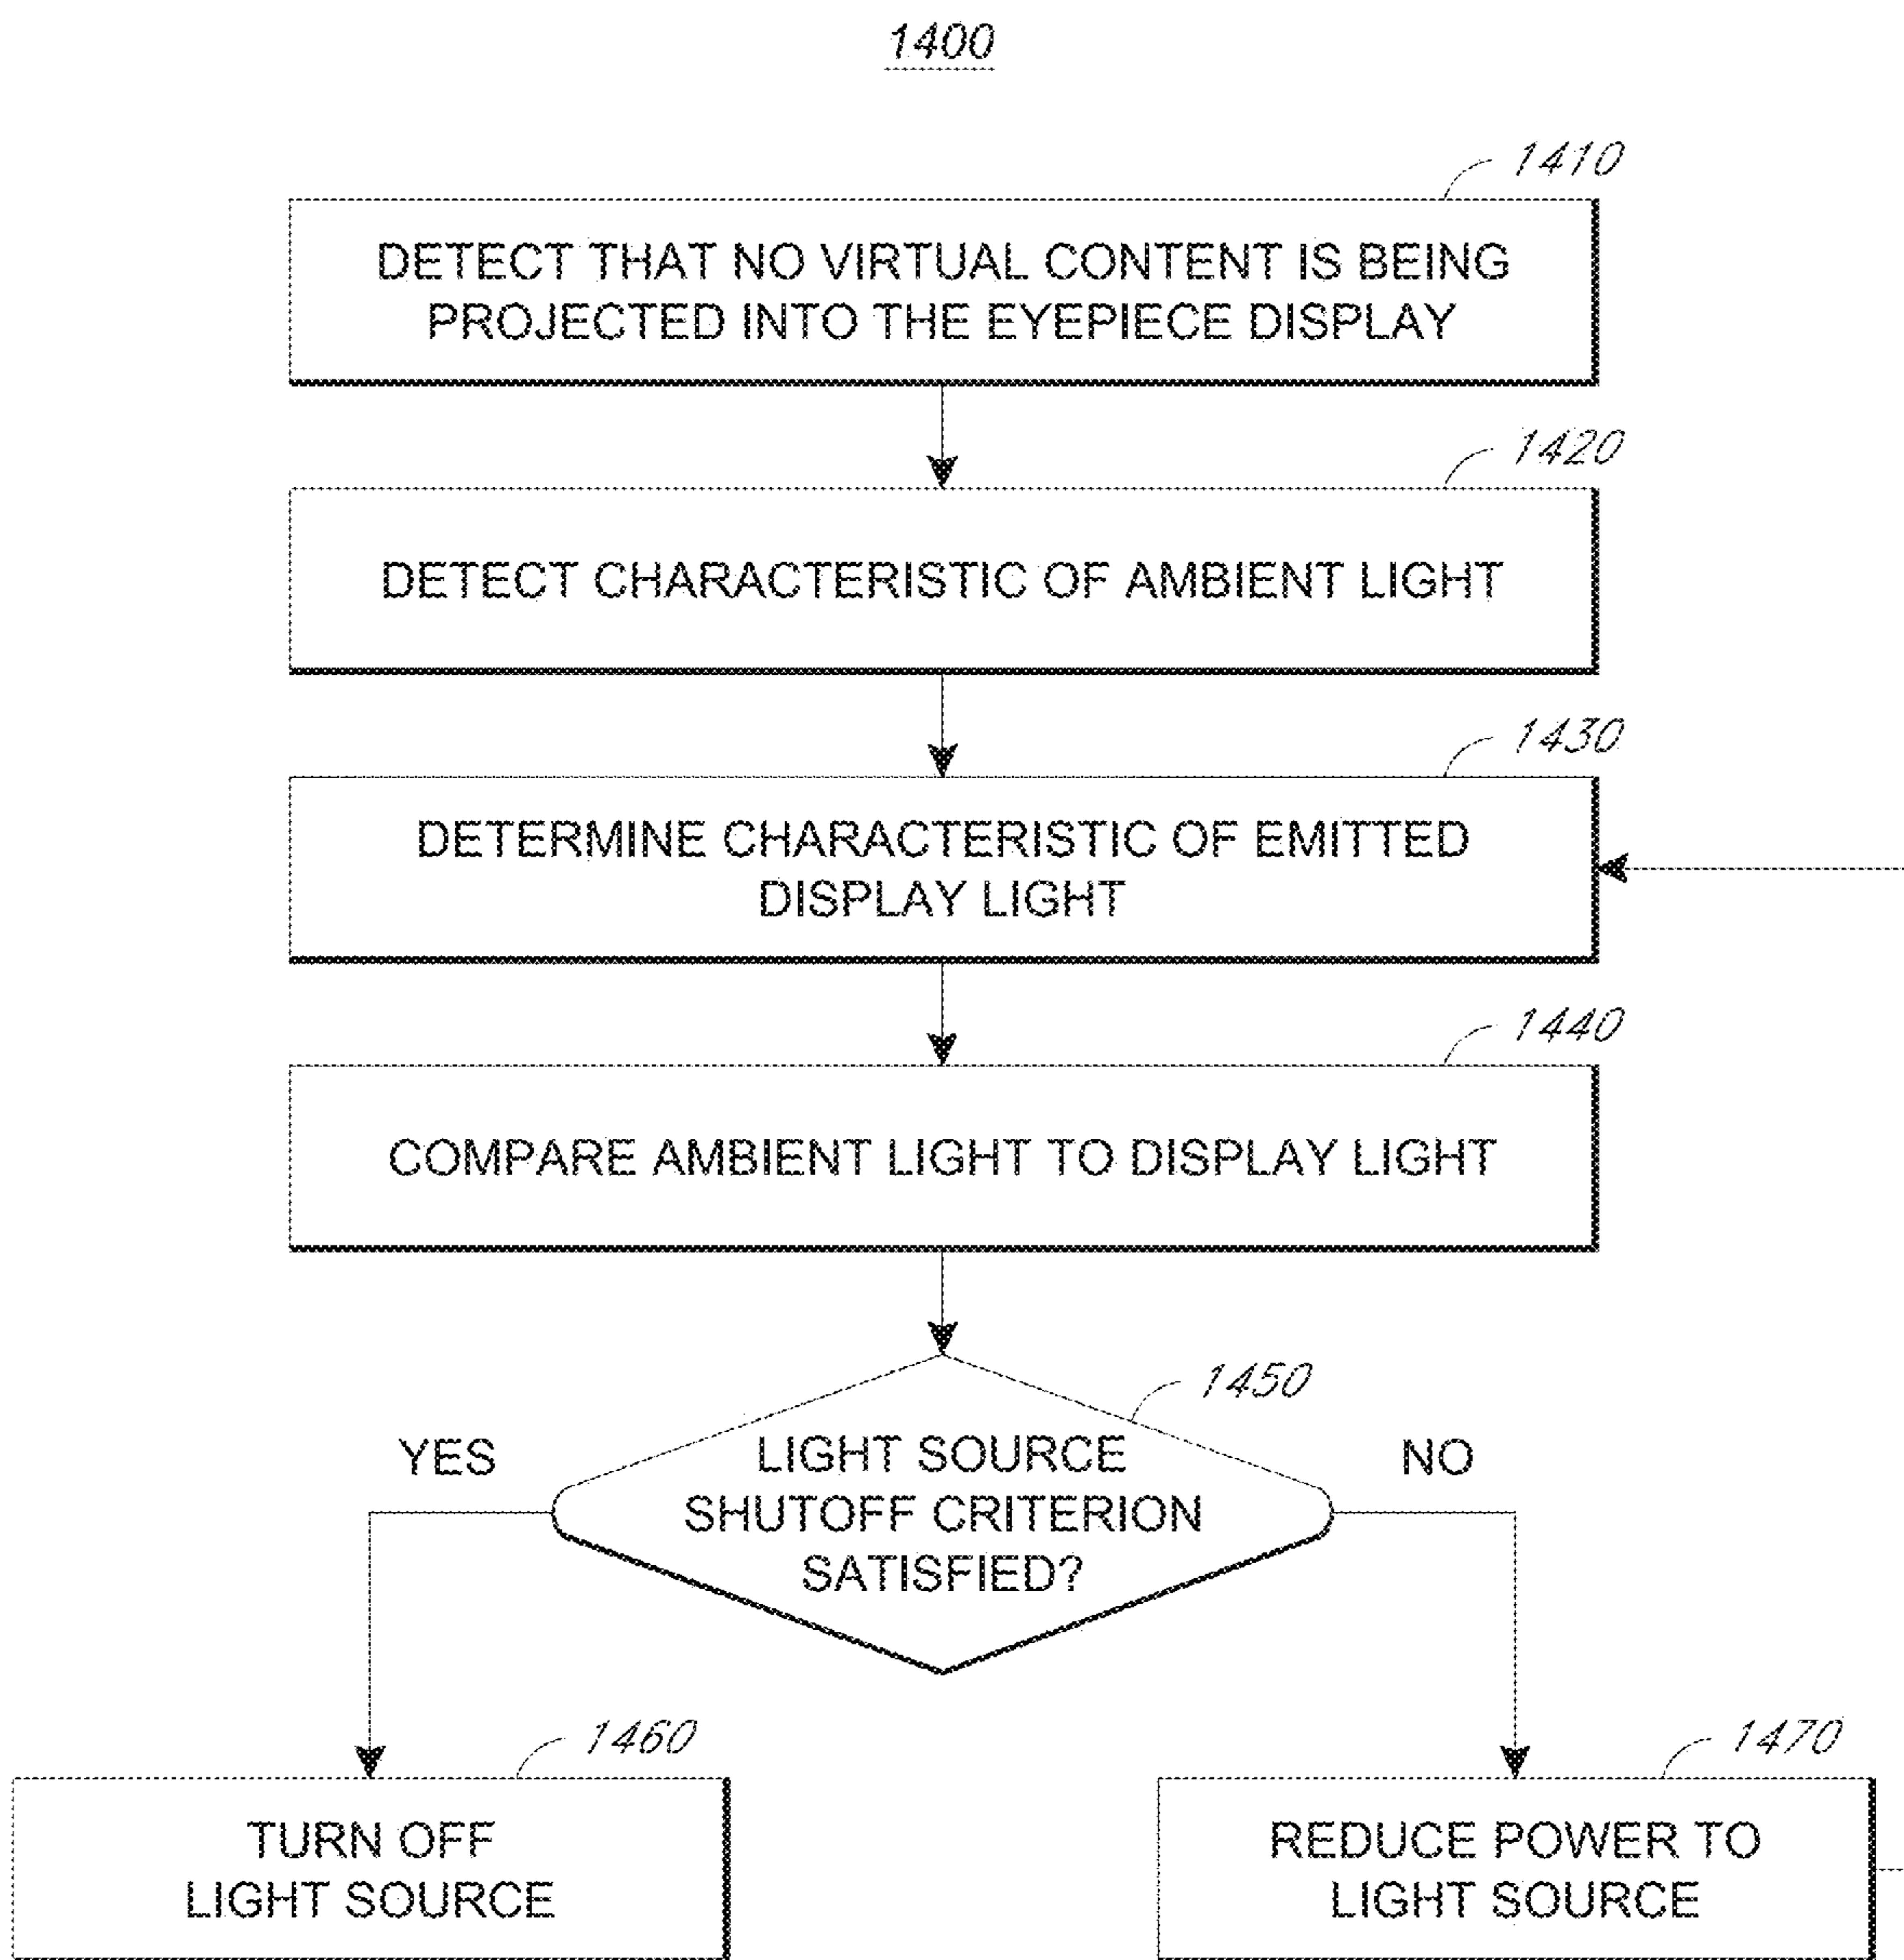 1400
1410
DETECT THAT NO VIRTUAL CONTENT IS BEING
PROJECTED INTO THE EYEPIECE DISPLAY
1420
DETECT CHARACTERISTIC OF AMBIENT LIGHT
1430
DETERMINE CHARACTERISTIC OF EMITTED
DISPLAY LIGHT
1440
COMPARE AMBIENT LIGHT TO DISPLAY LIGHT
1450
YES
LIGHT SOURCE
SHUTOFF CRITERION
SATISFIED?
NO
1460
TURN OFF
LIGHT SOURCE
1470
REDUCE POWER TO
LIGHT SOURCE